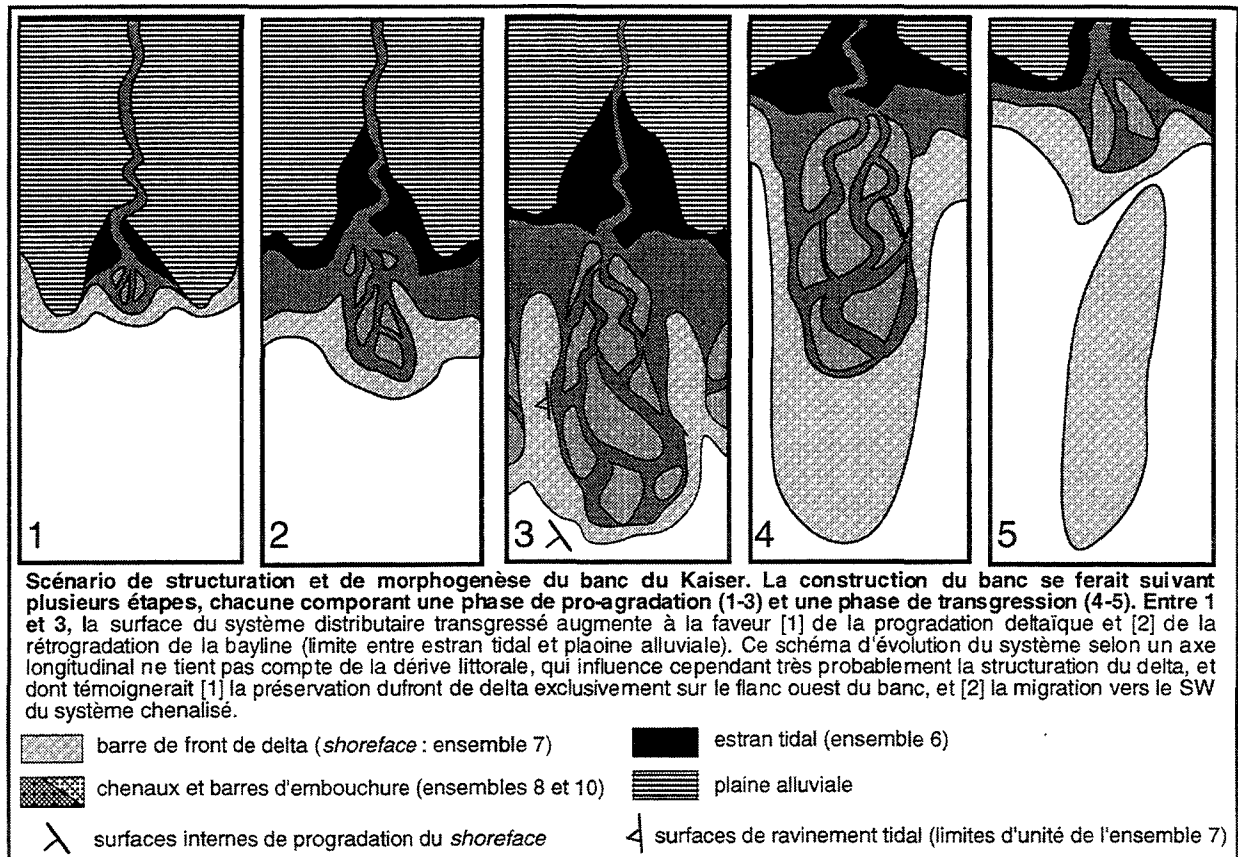 1
2
3
4
5
Scénario de structuration et de morphogenèse du banc du Kaiser. La construction du banc se ferait suivant
plusieurs étapes, chacune comporant une phase de pro-agradation (1-3) et une phase de transgression (4-5). Entre 1
et 3, la surface du système distributaire transgressé augmente à la faveur [1] de la progradation deltaïque et [2] de la
rétrogradation de la bayline (limite entre estran tidal et plaoine alluviale). Ce schéma d'évolution du système selon un axe
longitudinal ne tient pas compte de la dérive littorale, qui influence cependant très probablement la structuration du delta, et
dont témoignerait [1] la préservation dufront de delta exclusivement sur le flanc ouest du banc, et [2] la migration vers le SW
du système chenalisé.
barre de front de delta (shoreface : ensemble 7)
estran tidal (ensemble 6)
chenaux et barres d'embouchure (ensembles 8 et 10)
plaine alluviale
surfaces internes de progradation du shoreface
surfaces de ravinement tidal (limites d'unité de l'ensemble 7)